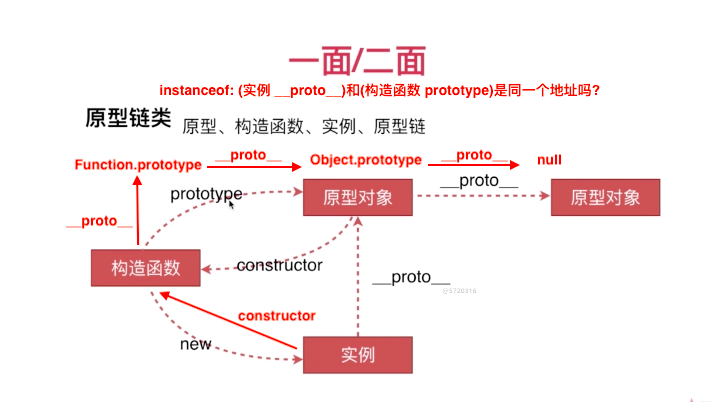 一面/二面
instanceof: (实例 __proto__)和(构造函数 prototype)是同一个地址吗?
原型链类
原型、构造函数、实例、原型链
Function.prototype
__proto__
Object.prototype
__proto__
null
prototype
原型对象
__proto__
原型对象
__proto__
构造函数
constructor
__proto__
@5720316
constructor
new
实例